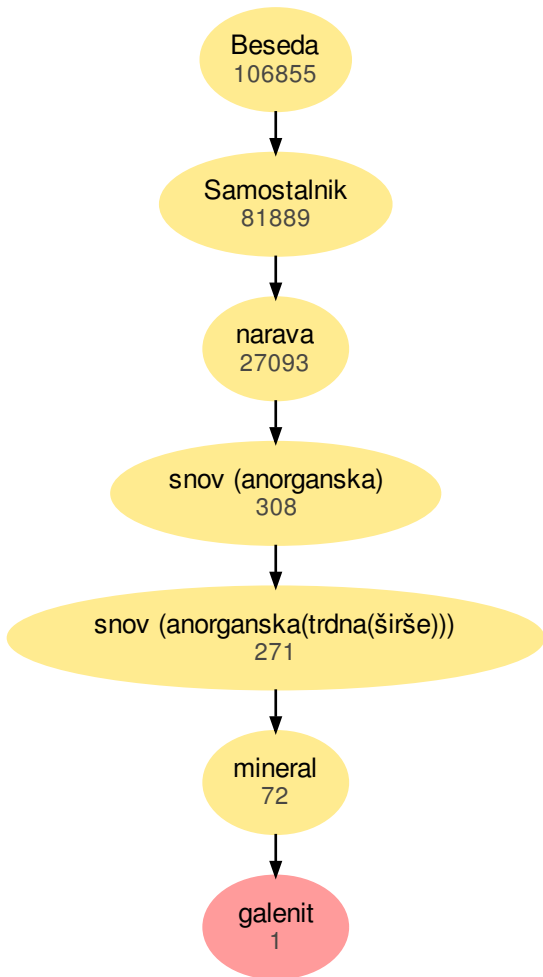 Beseda
106855
Samostalnik
81889
narava
27093
snov (anorganska)
308
snov (anorganska(trdna(širše)))
271
mineral
72
galenit
1